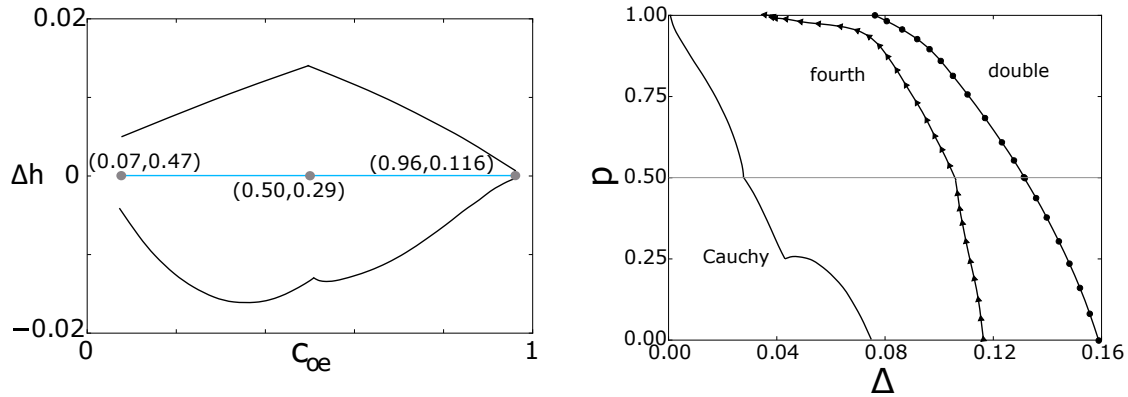 0.02
Δh
0
−0.02
(0.07,0.47)
(0.50,0.29)
(0.96,0.116)
0
c_oe
1
p
1.00
0.75
0.50
0.25
0.00
fourth
double
Cauchy
0.00
0.04
0.08
0.12
0.16
Δ